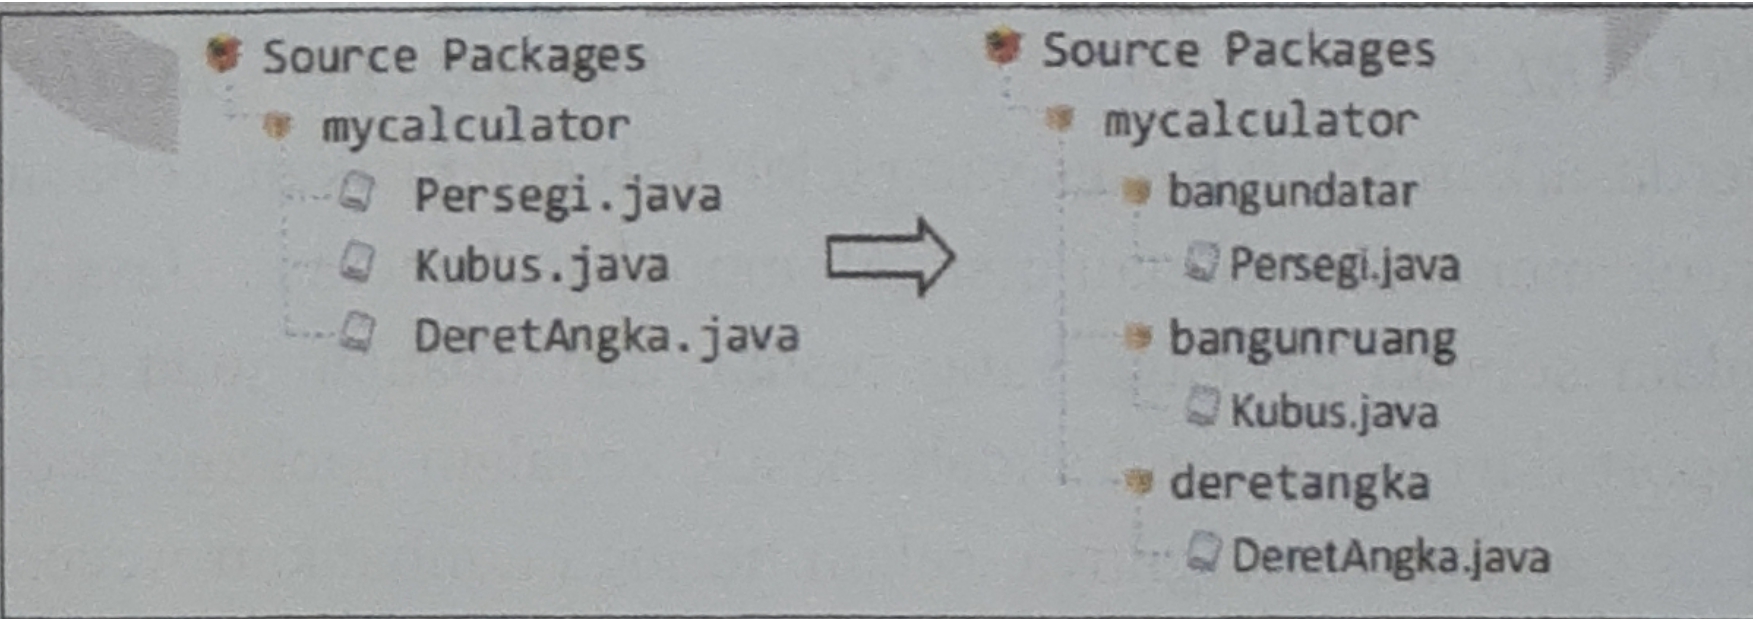 Source Packages
mycalculator
Persegi.java
Kubus.java
DeretAngka.java
Source Packages
mycalculator
bangundatar
Persegi.java
bangunruang
Kubus.java
deretangka
DeretAngka.java